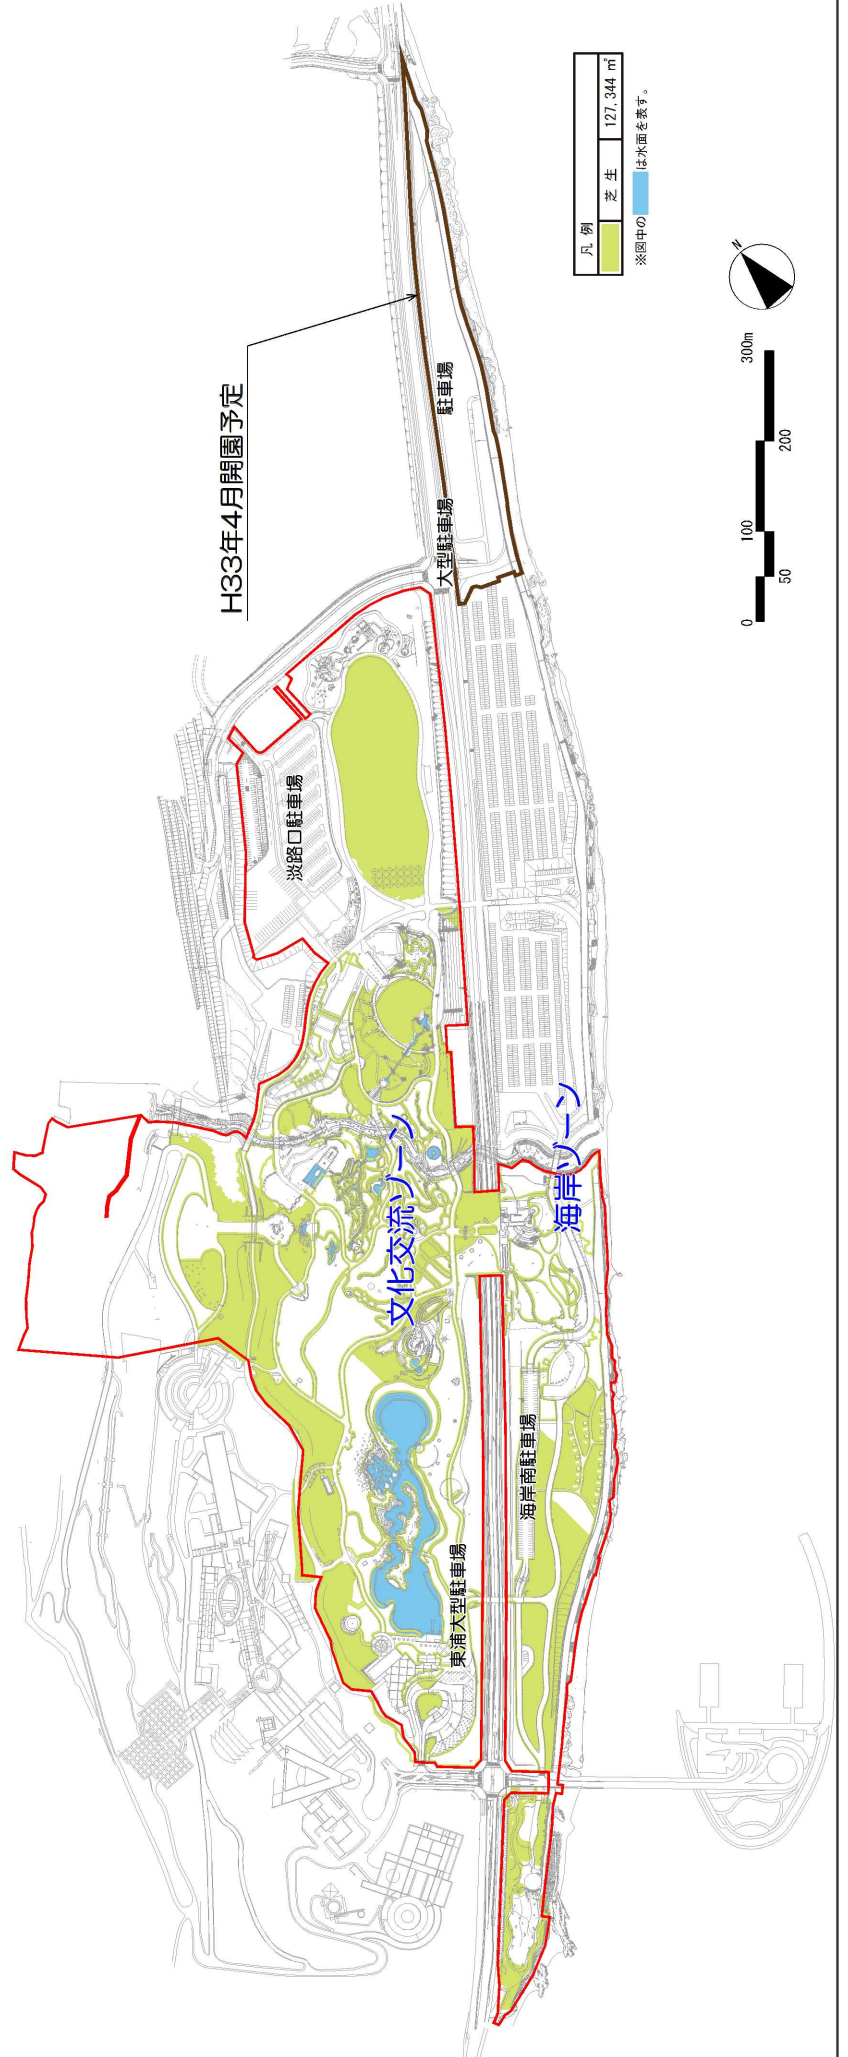 H33年4月開園予定
駐車場
大型駐車場
淡路口駐車場
文化交流ゾーン
海岸ゾーン
海岸南駐車場
東浦大型駐車場
凡例
芝生 127,344 ㎡
※図中の は水面を表す。
N
0 50 100 200 300m